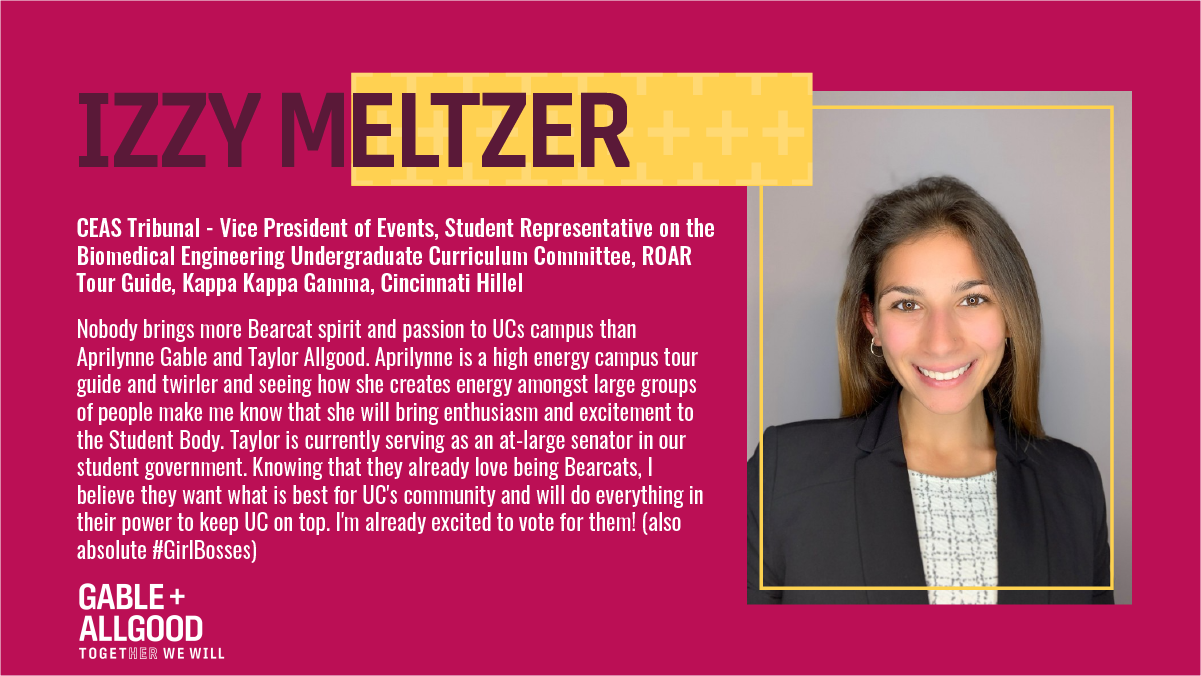 IZZY MELTZER
CEAS Tribunal - Vice President of Events, Student Representative on the
Biomedical Engineering Undergraduate Curriculum Committee, ROAR
Tour Guide, Kappa Kappa Gamma, Cincinnati Hillel
Nobody brings more Bearcat spirit and passion to UCs campus than
Aprilynne Gable and Taylor Allgood. Aprilynne is a high energy campus tour
guide and twirler and seeing how she creates energy amongst large groups
of people make me know that she will bring enthusiasm and excitement to
the Student Body. Taylor is currently serving as an at-large senator in our
student government. Knowing that they already love being Bearcats, I
believe they want what is best for UC's community and will do everything in
their power to keep UC on top. I'm already excited to vote for them! (also
absolute #GirlBosses)
GABLE +
ALLGOOD
TOGETHER WE WILL